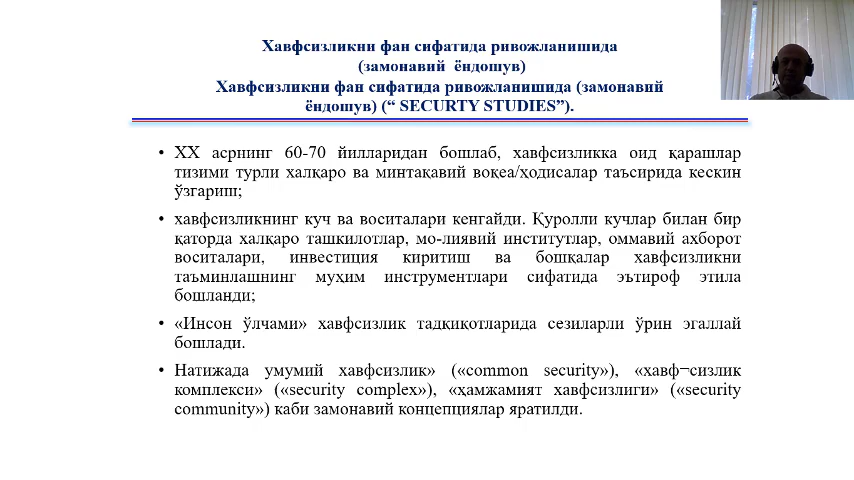 Хавфсизликни фан сифатида ривожланишида
(замонавий ёндошув)
Хавфсизликни фан сифатида ривожланишида (замонавий
ёндошув) (“ SECURTY STUDIES”).
• ХХ асрнинг 60-70 йилларидан бошлаб, хавфсизликка оид қарашлар
тизими турли халқаро ва минтақавий воқеа/ҳодисалар таъсирида кескин
ўзгариш;
• хавфсизликнинг куч ва воситалари кенгайди. Қуролли кучлар билан бир
қаторда халқаро ташкилотлар, мо-лиявий институтлар, оммавий ахборот
воситалари, инвестиция киритиш ва бошқалар хавфсизликни
таъминлашнинг муҳим инструментлари сифатида эътироф этила
бошланди;
• «Инсон ўлчами» хавфсизлик тадқиқотларида сезиларли ўрин эгаллай
бошлади.
• Натижада умумий хавфсизлик» («common security»), «хавф¬сизлик
комплекси» («security complex»), «ҳамжамият хавфсизлиги» («security
community») каби замонавий концепциялар яратилди.